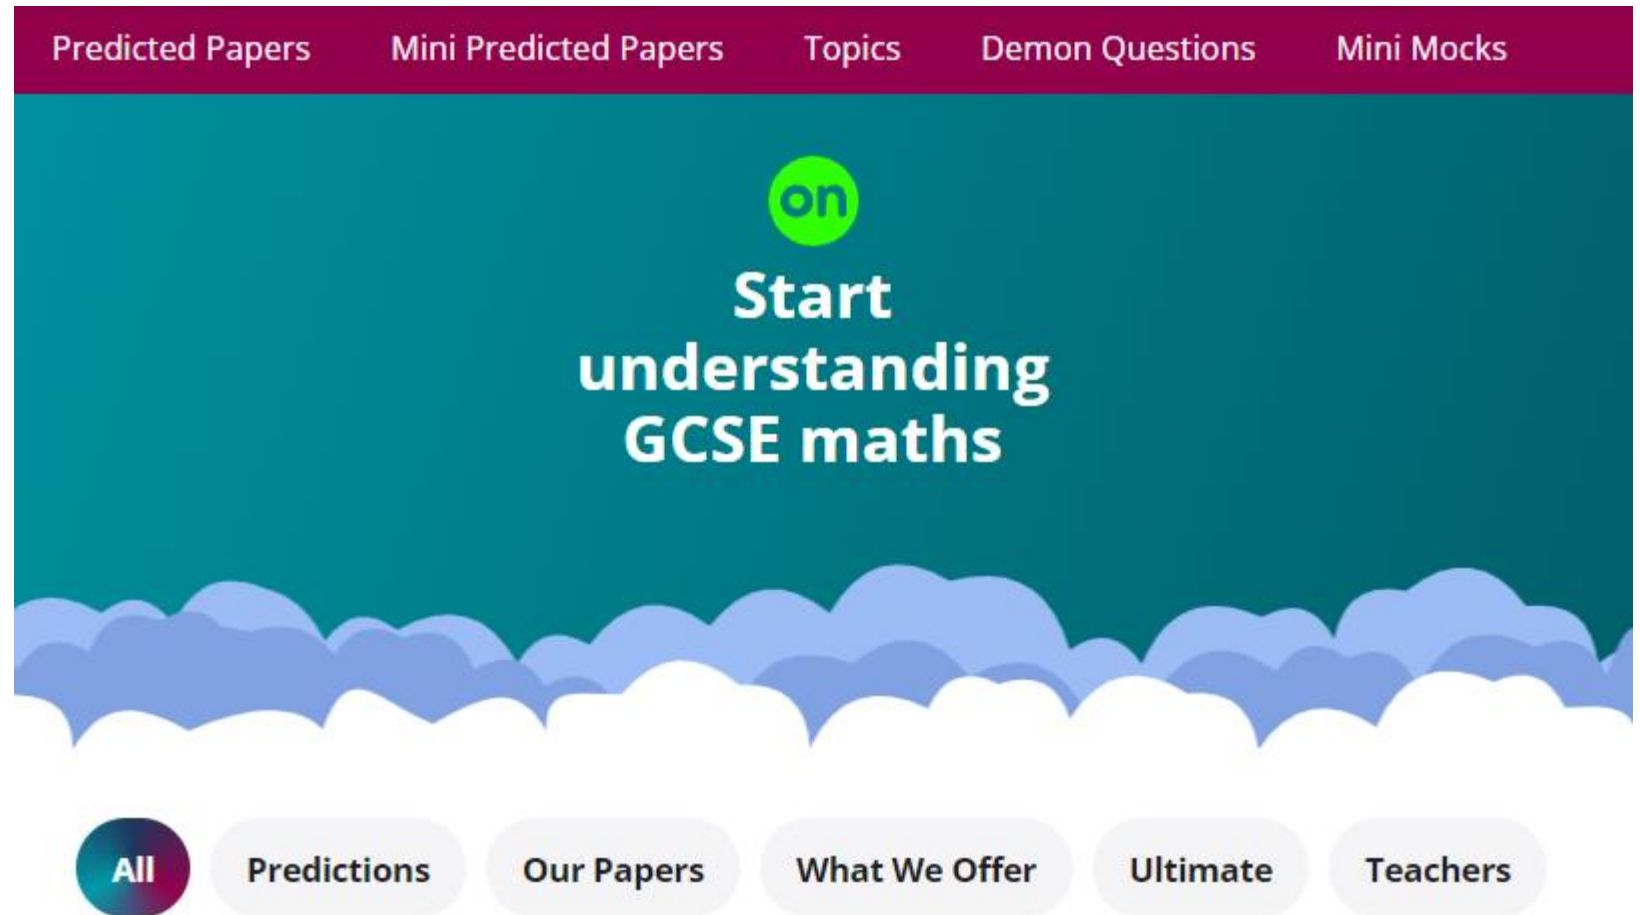 Predicted Papers Mini Predicted Papers Topics Demon Questions Mini Mocks
on
Start
understanding
GCSE maths
All Predictions Our Papers What We Offer Ultimate Teachers